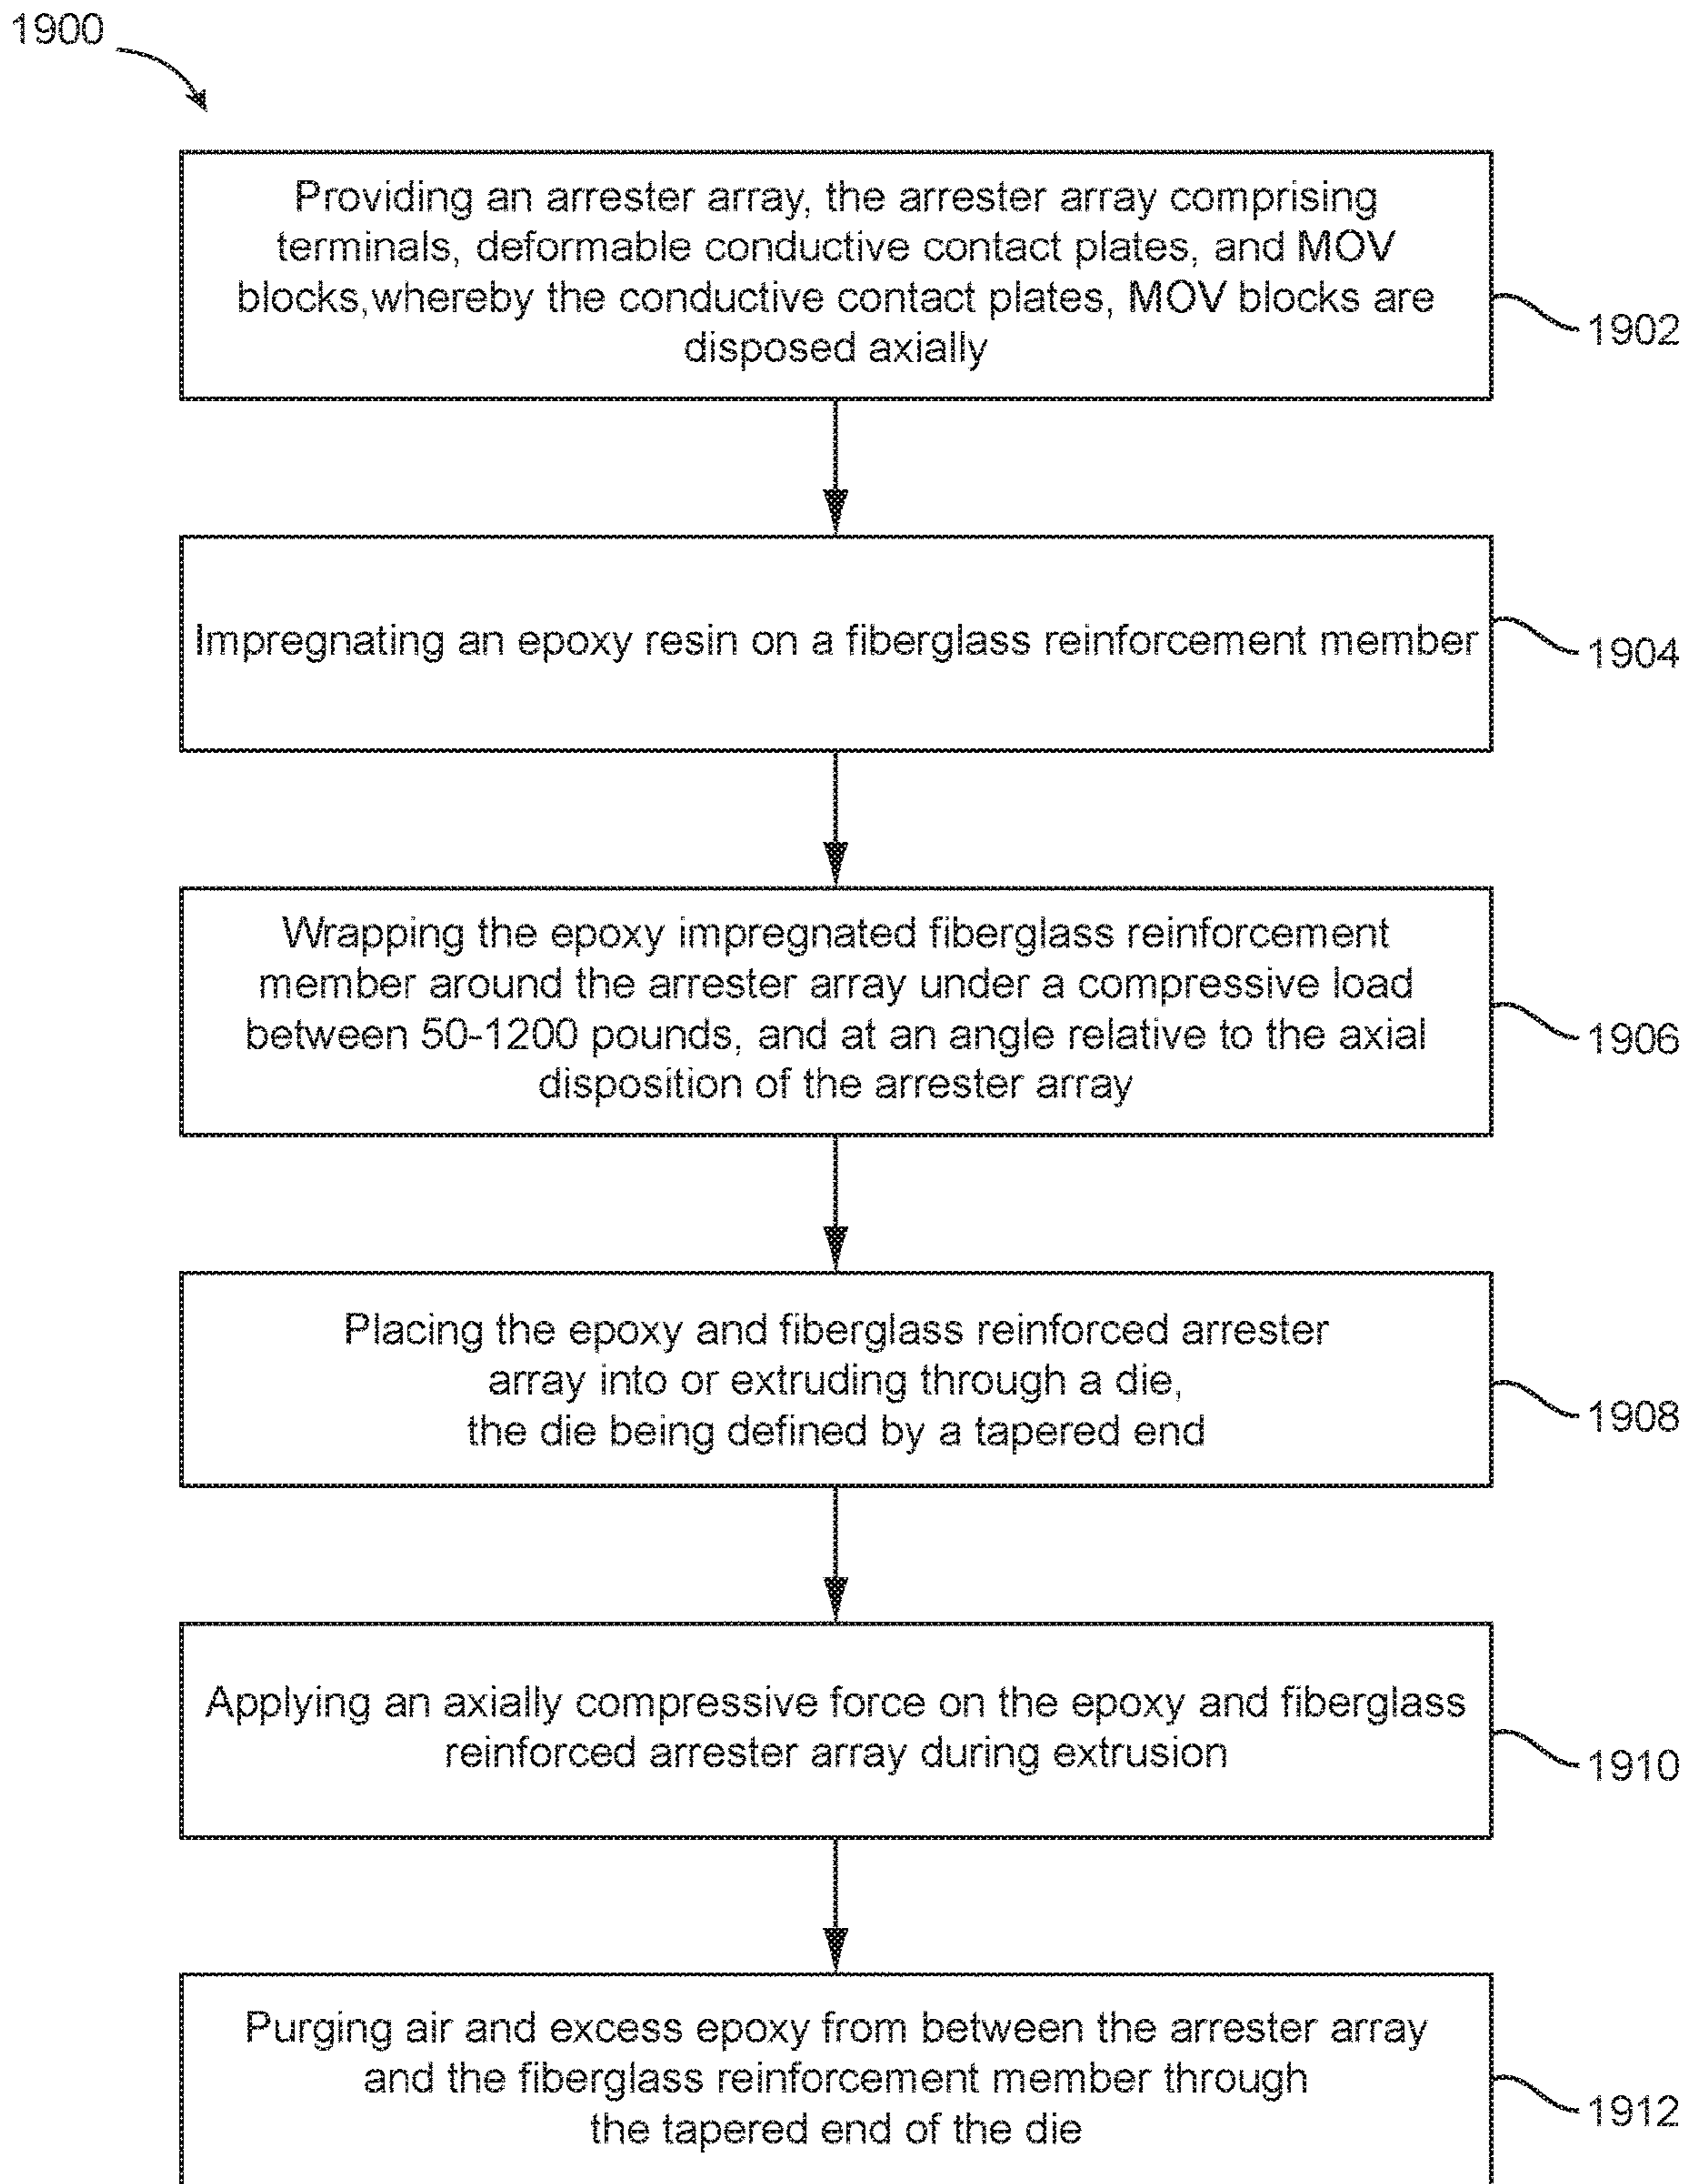 1900
Providing an arrester array, the arrester array comprising
terminals, deformable conductive contact plates, and MOV
blocks,whereby the conductive contact plates, MOV blocks are
disposed axially
1902
Impregnating an epoxy resin on a fiberglass reinforcement member
1904
Wrapping the epoxy impregnated fiberglass reinforcement
member around the arrester array under a compressive load
between 50-1200 pounds, and at an angle relative to the axial
disposition of the arrester array
1906
Placing the epoxy and fiberglass reinforced arrester
array into or extruding through a die,
the die being defined by a tapered end
1908
Applying an axially compressive force on the epoxy and fiberglass
reinforced arrester array during extrusion
1910
Purging air and excess epoxy from between the arrester array
and the fiberglass reinforcement member through
the tapered end of the die
1912